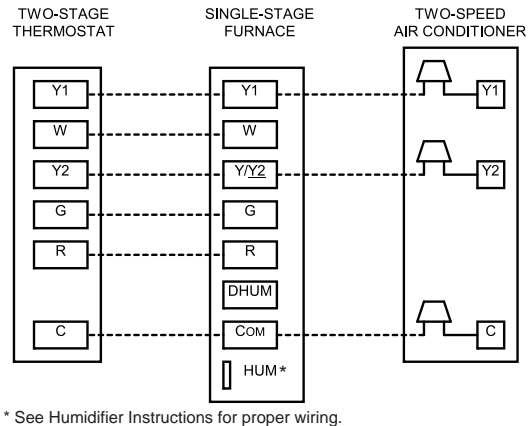 TWO-STAGE
THERMOSTAT
SINGLE-STAGE
FURNACE
TWO-SPEED
AIR CONDITIONER
Y1 Y1 Y1
W W
Y2 Y/Y2 Y2
G G
R R
DHUM
C COM C
HUM *
* See Humidifier Instructions for proper wiring.